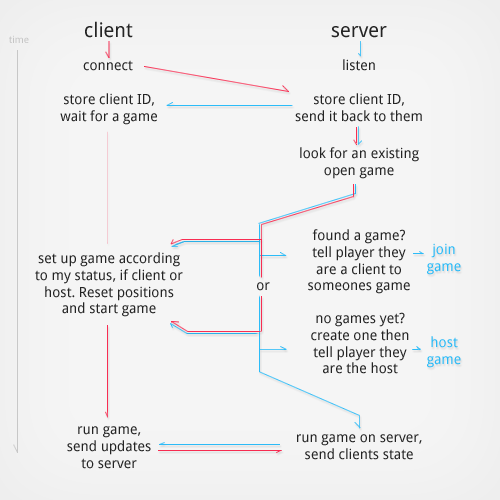 client
server
time
connect
listen
store client ID,
wait for a game
store client ID,
send it back to them
look for an existing
open game
found a game?
tell player they
are a client to
someones game
join
game
set up game according
to my status, if client or
host. Reset positions
and start game
or
no games yet?
create one then
tell player they
are the host
host
game
run game,
send updates
to server
run game on server,
send clients state